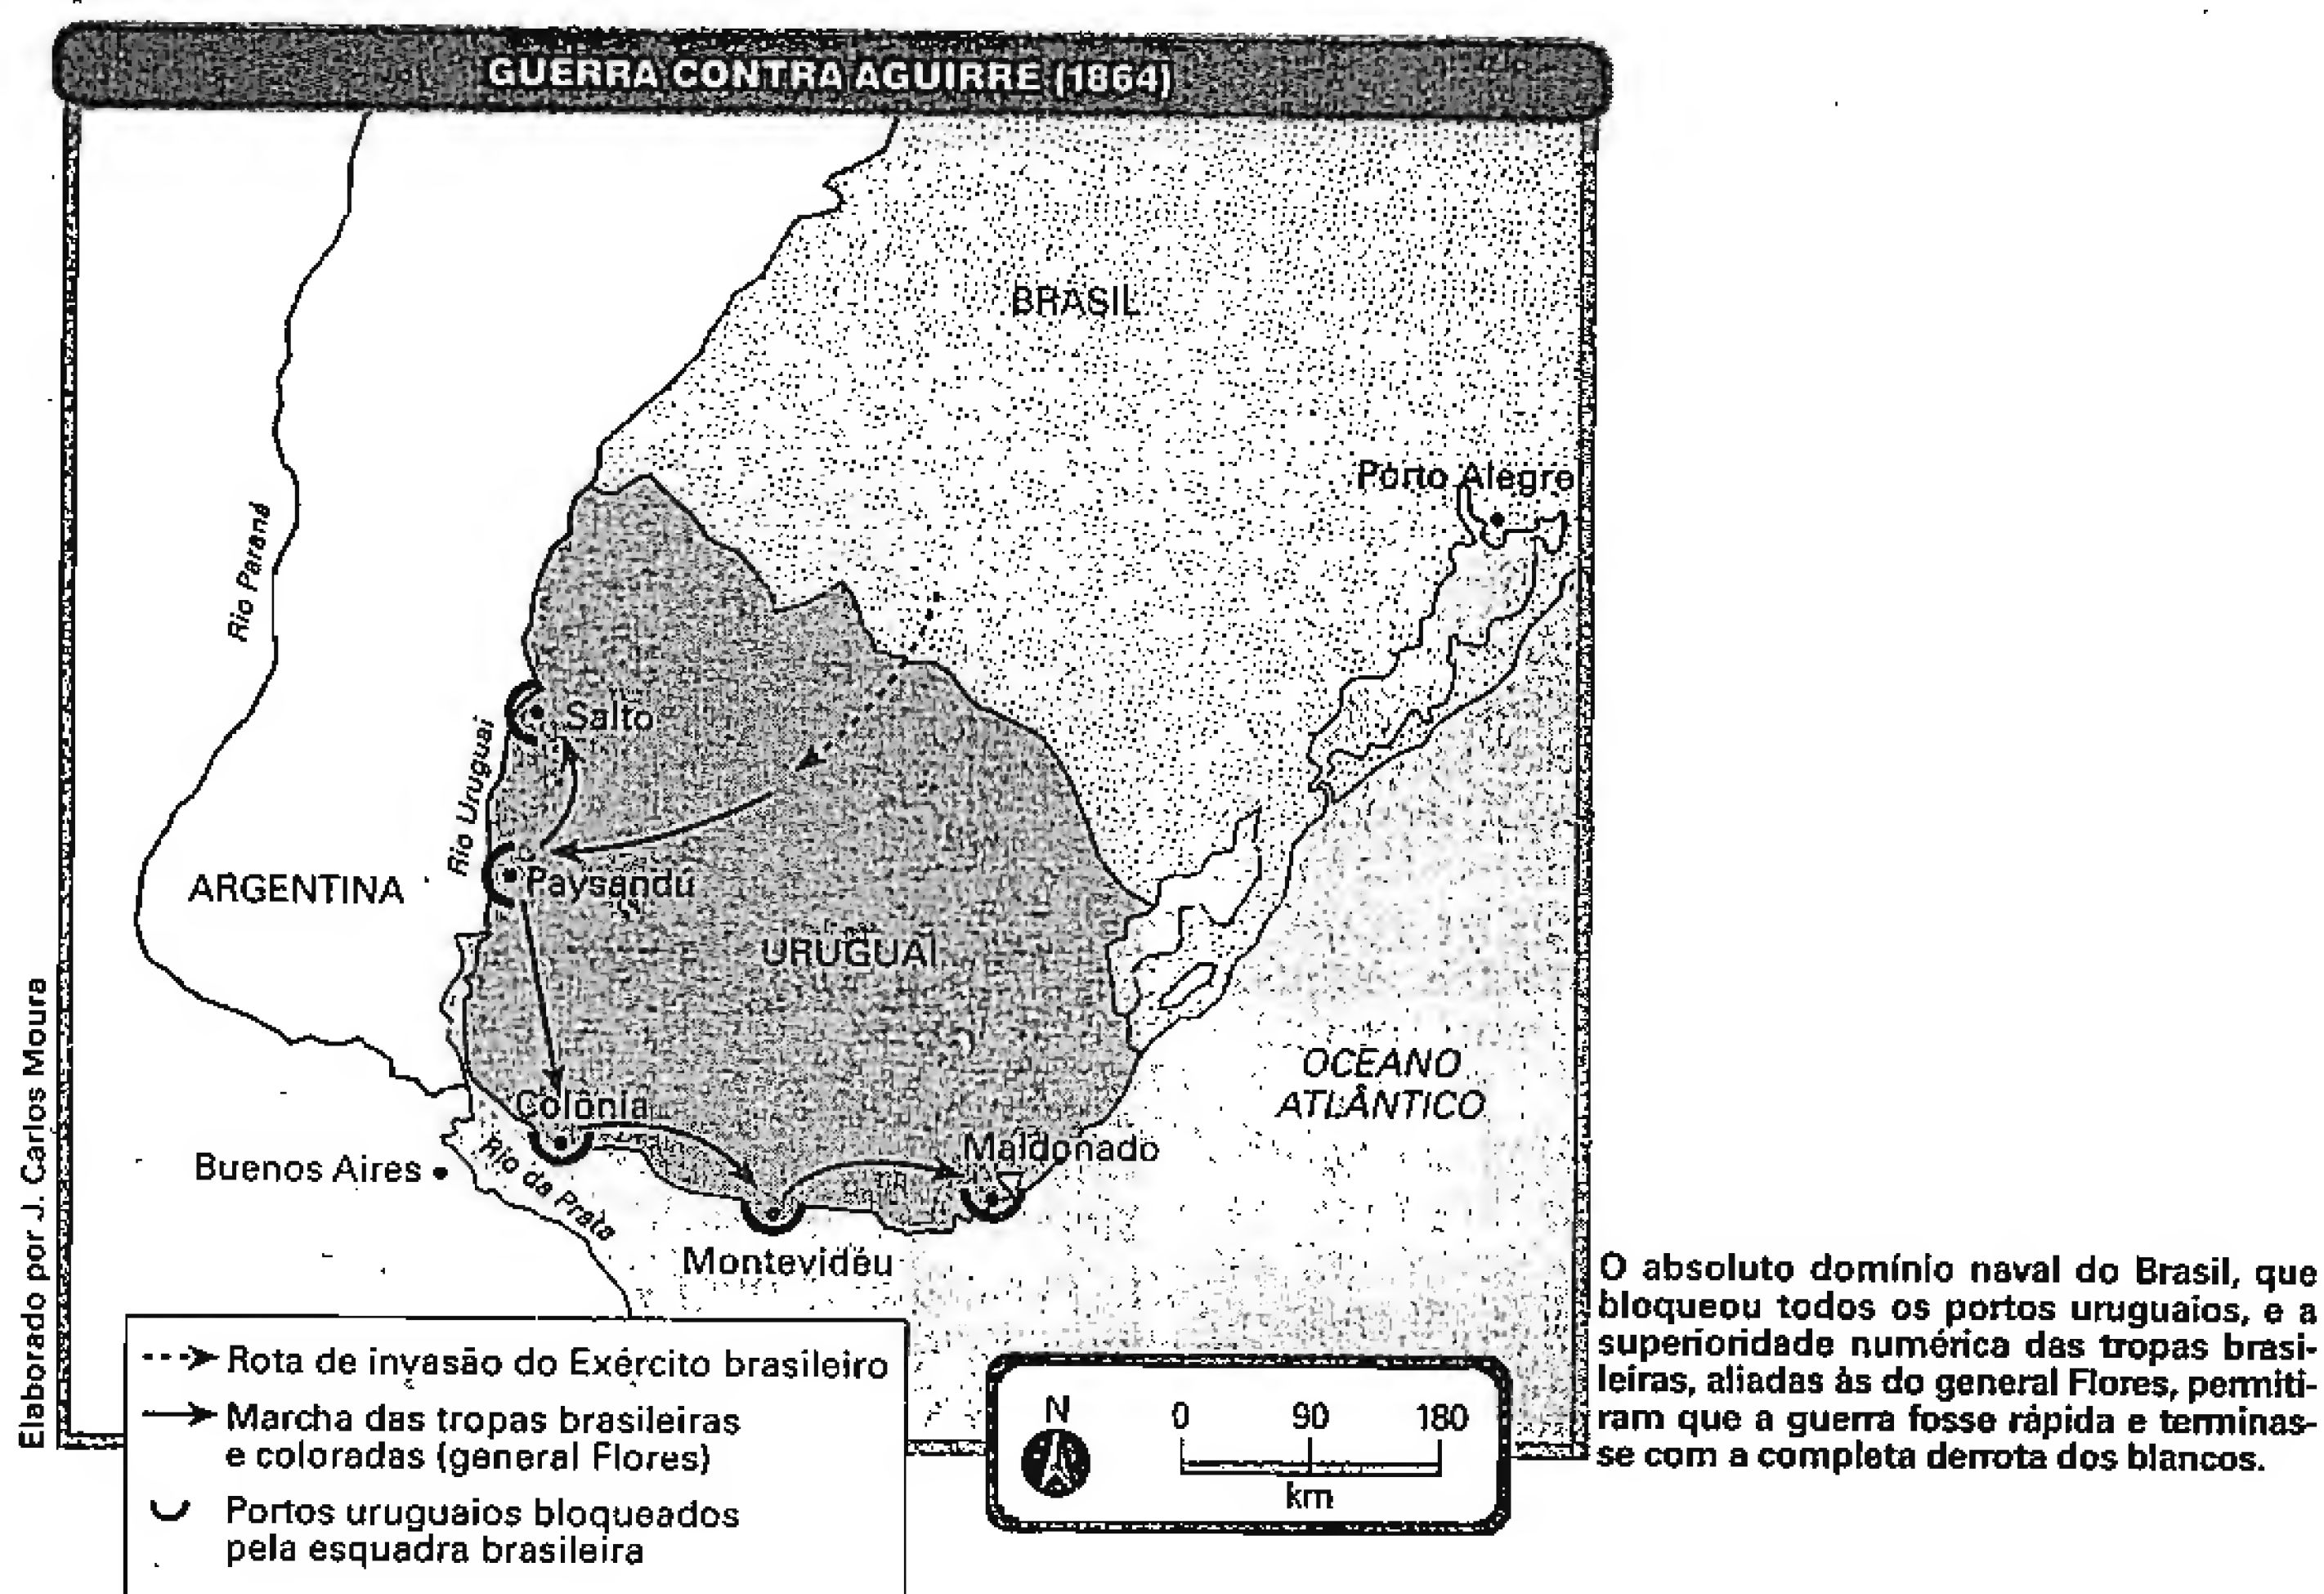 GUERRA CONTRA AGUIRRE (1864)
BRASIL
Porto Alegre
Rio Paraná
Salto
Rio Uruguai
ARGENTINA
Paysandú
URUGUAI
OCEANO
ATLÂNTICO
Colônia
Maldonado
Buenos Aires
Rio da Prata
Montevidéu
Elaborado por J. Carlos Moura
Rota de invasão do Exército brasileiro
Marcha das tropas brasileiras
e coloradas (general Flores)
Portos uruguaios bloqueados
pela esquadra brasileira
N
0 90 180
km
O absoluto domínio naval do Brasil, que
bloqueou todos os portos uruguaios, e a
superioridade numérica das tropas brasi-
leiras, aliadas às do general Flores, permiti-
ram que a guerra fosse rápida e terminas-
se com a completa derrota dos blancos.